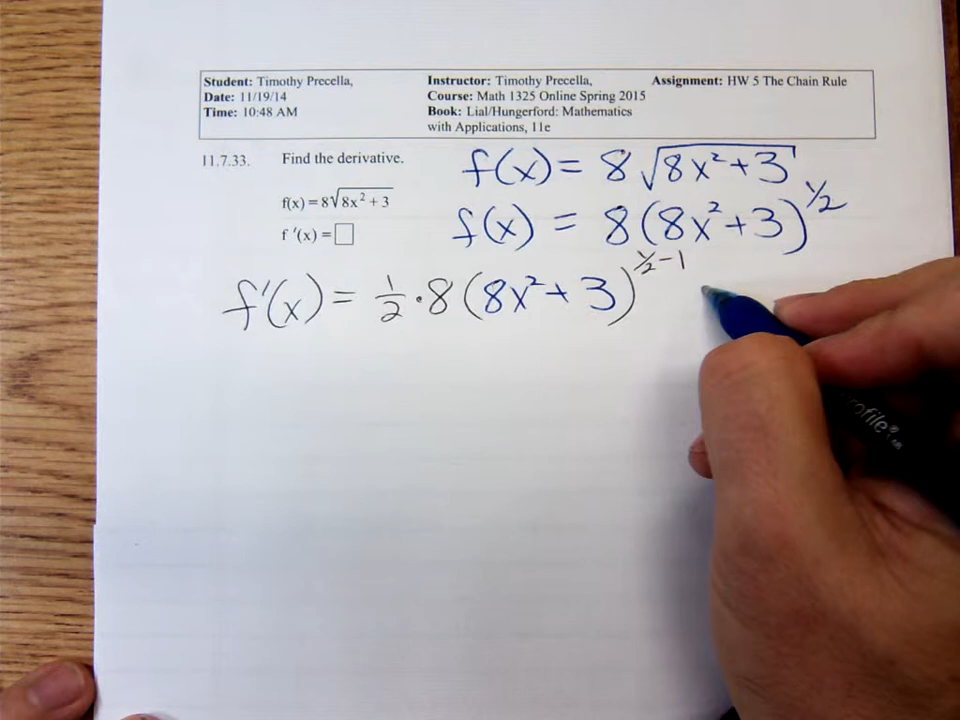 Student: Timothy Precella, Instructor: Timothy Precella, Assignment: HW 5 The Chain Rule
Date: 11/19/14 Course: Math 1325 Online Spring 2015
Time: 10:48 AM Book: Lial/Hungerford: Mathematics
with Applications, 11e
11.7.33. Find the derivative.
f(x) = 8√(8x² + 3)
f ′(x) = □
f(x) = 8√(8x² + 3)
f(x) = 8(8x² + 3)^(1/2)
f′(x) = 1/2 · 8(8x² + 3)^(1/2 − 1)
ofile®